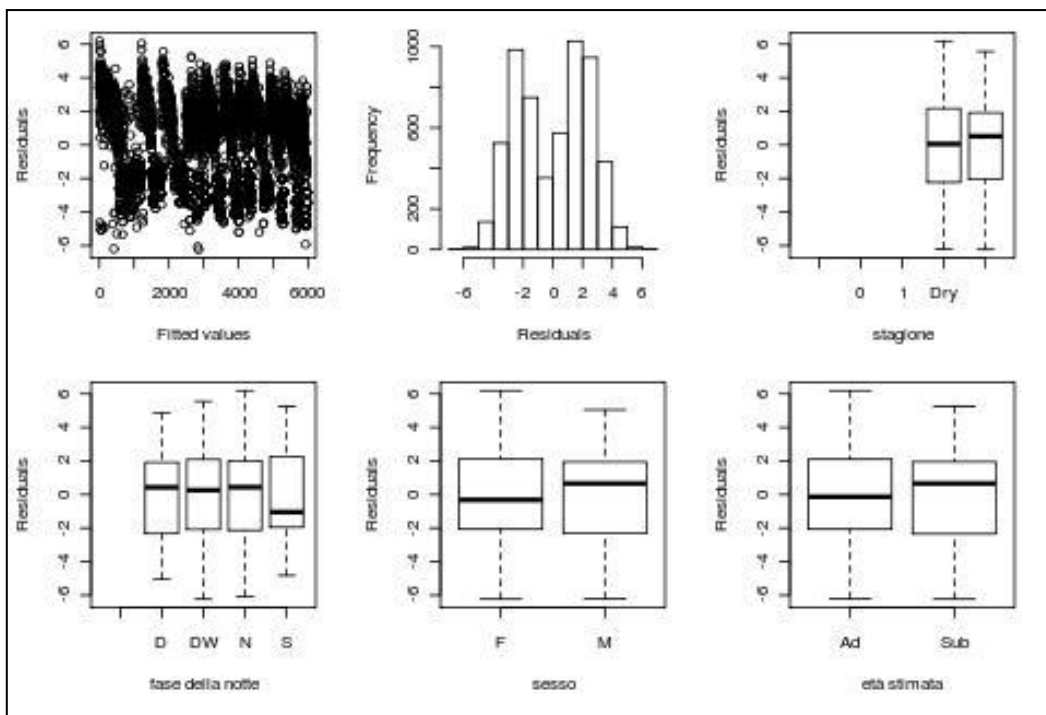 Residuals
6
4
2
0
-2
-4
-6
0 2000 4000 6000
Fitted values
Frequency
1000
600
200
0
-6 -2 0 2 4 6
Residuals
Residuals
6
4
2
0
-2
-4
-6
0 1 Dry
stagione
Residuals
6
4
2
0
-2
-4
-6
D DW N S
fase della notte
Residuals
6
4
2
0
-2
-4
-6
F M
sesso
Residuals
6
4
2
0
-2
-4
-6
Ad Sub
età stimata